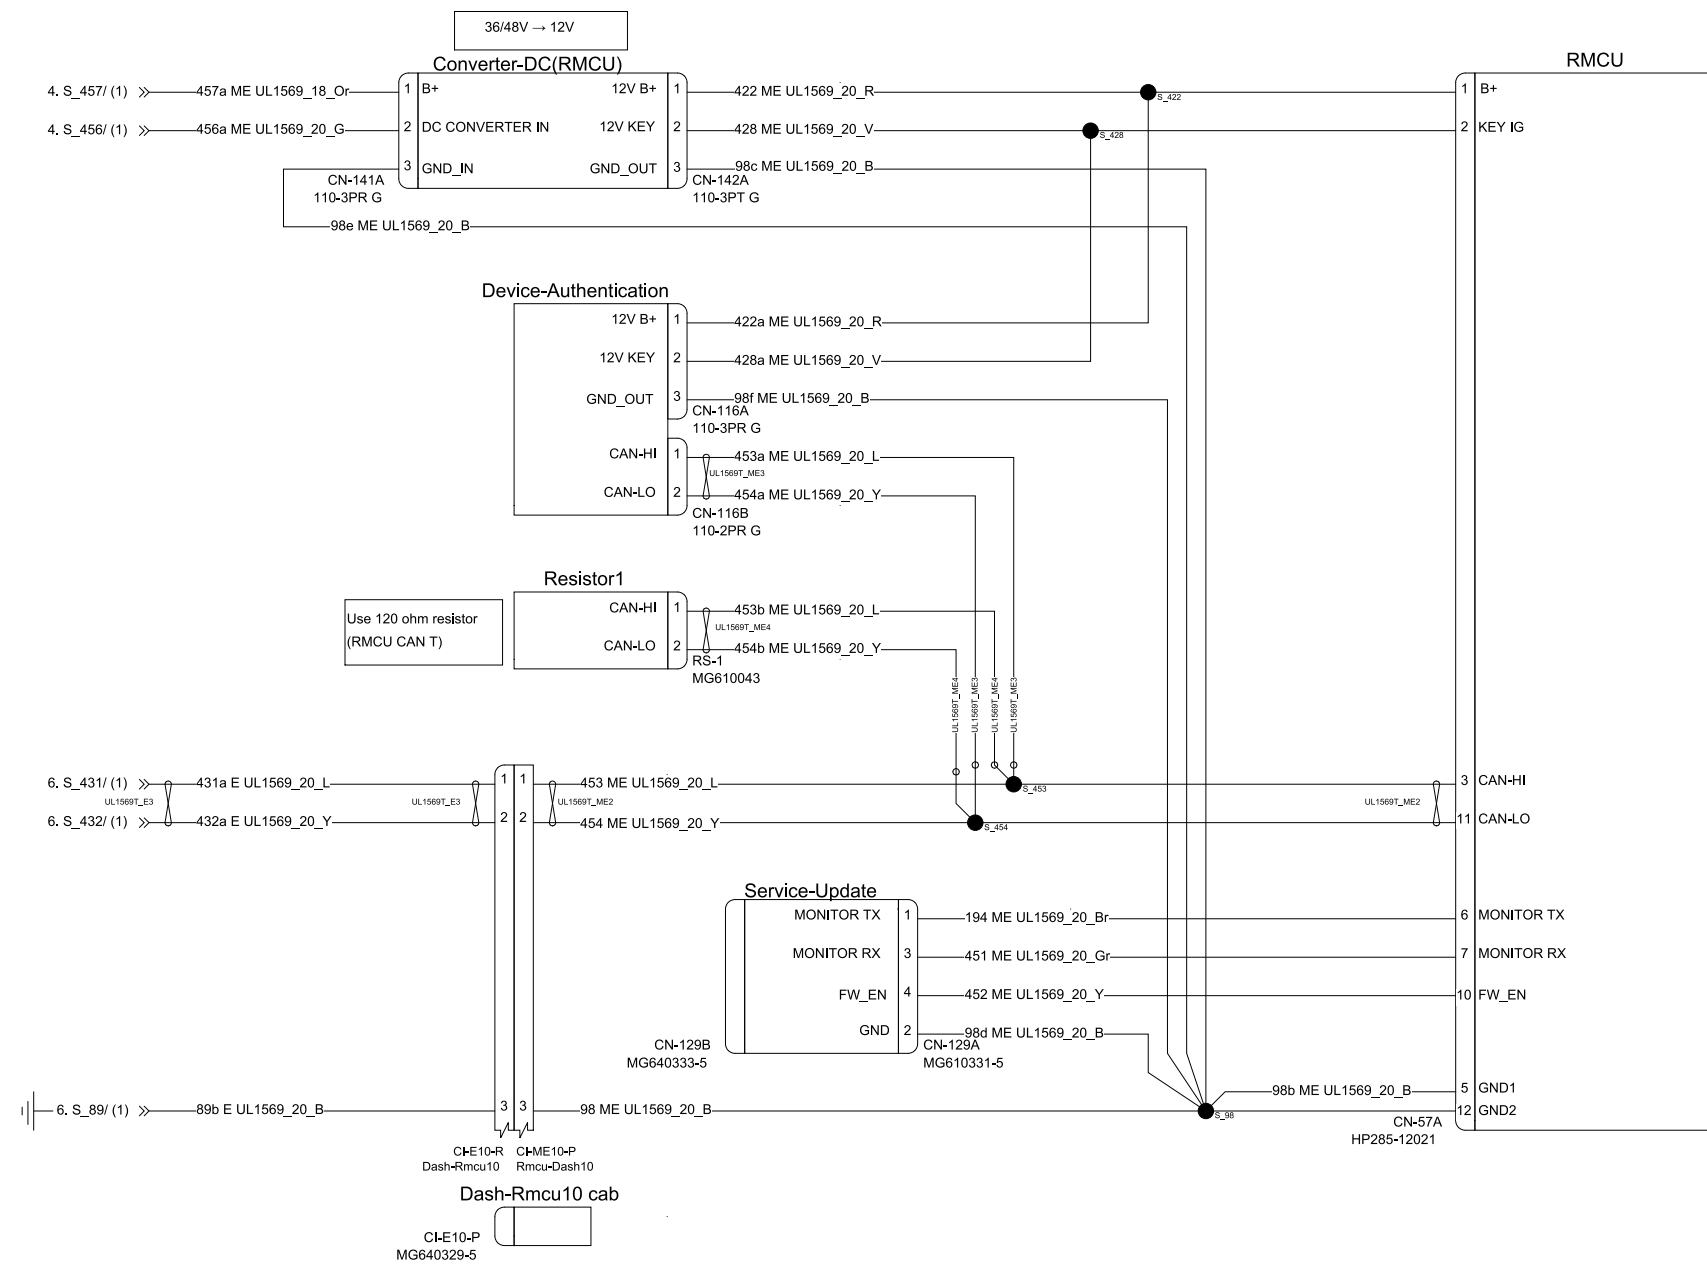 36/48V → 12V
RMCU
Converter-DC(RMCU)
4. S_457/ (1)
457a ME UL1569_18_Or
1
B+
12V B+
1
422 ME UL1569_20_R
S_422
1
B+
4. S_456/ (1)
456a ME UL1569_20_G
2
DC CONVERTER IN
12V KEY
2
428 ME UL1569_20_V
S_428
2
KEY IG
3
GND_IN
GND_OUT
3
98c ME UL1569_20_B
CN-141A
110-3PR G
CN-142A
110-3PT G
98e ME UL1569_20_B
Device-Authentication
12V B+
1
422a ME UL1569_20_R
12V KEY
2
428a ME UL1569_20_V
GND_OUT
3
98f ME UL1569_20_B
CN-116A
110-3PR G
CAN-HI
1
453a ME UL1569_20_L
UL1569T_ME3
CAN-LO
2
454a ME UL1569_20_Y
CN-116B
110-2PR G
Resistor1
Use 120 ohm resistor
(RMCU CAN T)
CAN-HI
1
453b ME UL1569_20_L
UL1569T_ME4
CAN-LO
2
454b ME UL1569_20_Y
RS-1
MG610043
UL1569T_ME4
UL1569T_ME3
UL1569T_ME4
UL1569T_ME3
6. S_431/ (1)
431a E UL1569_20_L
1
1
453 ME UL1569_20_L
S_453
3
CAN-HI
UL1569T_E3
UL1569T_E3
UL1569T_ME2
UL1569T_ME2
6. S_432/ (1)
432a E UL1569_20_Y
2
2
454 ME UL1569_20_Y
S_454
11
CAN-LO
Service-Update
MONITOR TX
1
194 ME UL1569_20_Br
6
MONITOR TX
MONITOR RX
3
451 ME UL1569_20_Gr
7
MONITOR RX
FW_EN
4
452 ME UL1569_20_Y
10
FW_EN
GND
2
98d ME UL1569_20_B
CN-129B
MG640333-5
CN-129A
MG610331-5
98b ME UL1569_20_B
5
GND1
6. S_89/ (1)
89b E UL1569_20_B
3
3
98 ME UL1569_20_B
S_98
12
GND2
CN-57A
HP285-12021
CI-E10-R
Dash-Rmcu10
CI-ME10-P
Rmcu-Dash10
Dash-Rmcu10 cab
CI-E10-P
MG640329-5